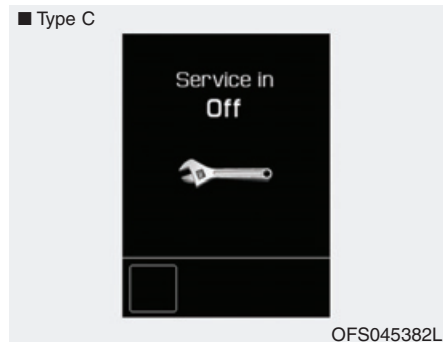 ■ Type C
Service in
Off
OFS045382L